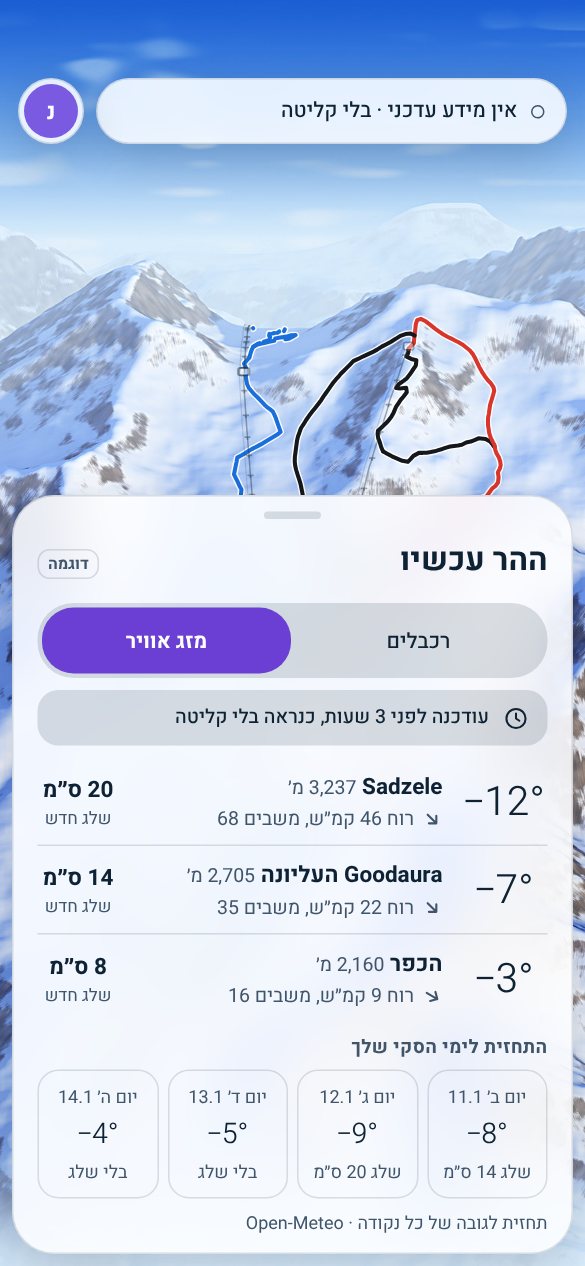 אין מידע עדכני · בלי קליטה
נ
ההר עכשיו
דוגמה
רכבלים
מזג אוויר
עודכנה לפני 3 שעות, כנראה בלי קליטה
−12°
Sadzele 3,237 מ׳
רוח 46 קמ״ש, משבים 68
20 ס״מ
שלג חדש
−7°
Goodaura העליונה 2,705 מ׳
רוח 22 קמ״ש, משבים 35
14 ס״מ
שלג חדש
−3°
הכפר 2,160 מ׳
רוח 9 קמ״ש, משבים 16
8 ס״מ
שלג חדש
התחזית לימי הסקי שלך
יום ב׳ 11.1
−8°
שלג 14 ס״מ
יום ג׳ 12.1
−9°
שלג 20 ס״מ
יום ד׳ 13.1
−5°
בלי שלג
יום ה׳ 14.1
−4°
בלי שלג
תחזית לגובה של כל נקודה · Open-Meteo